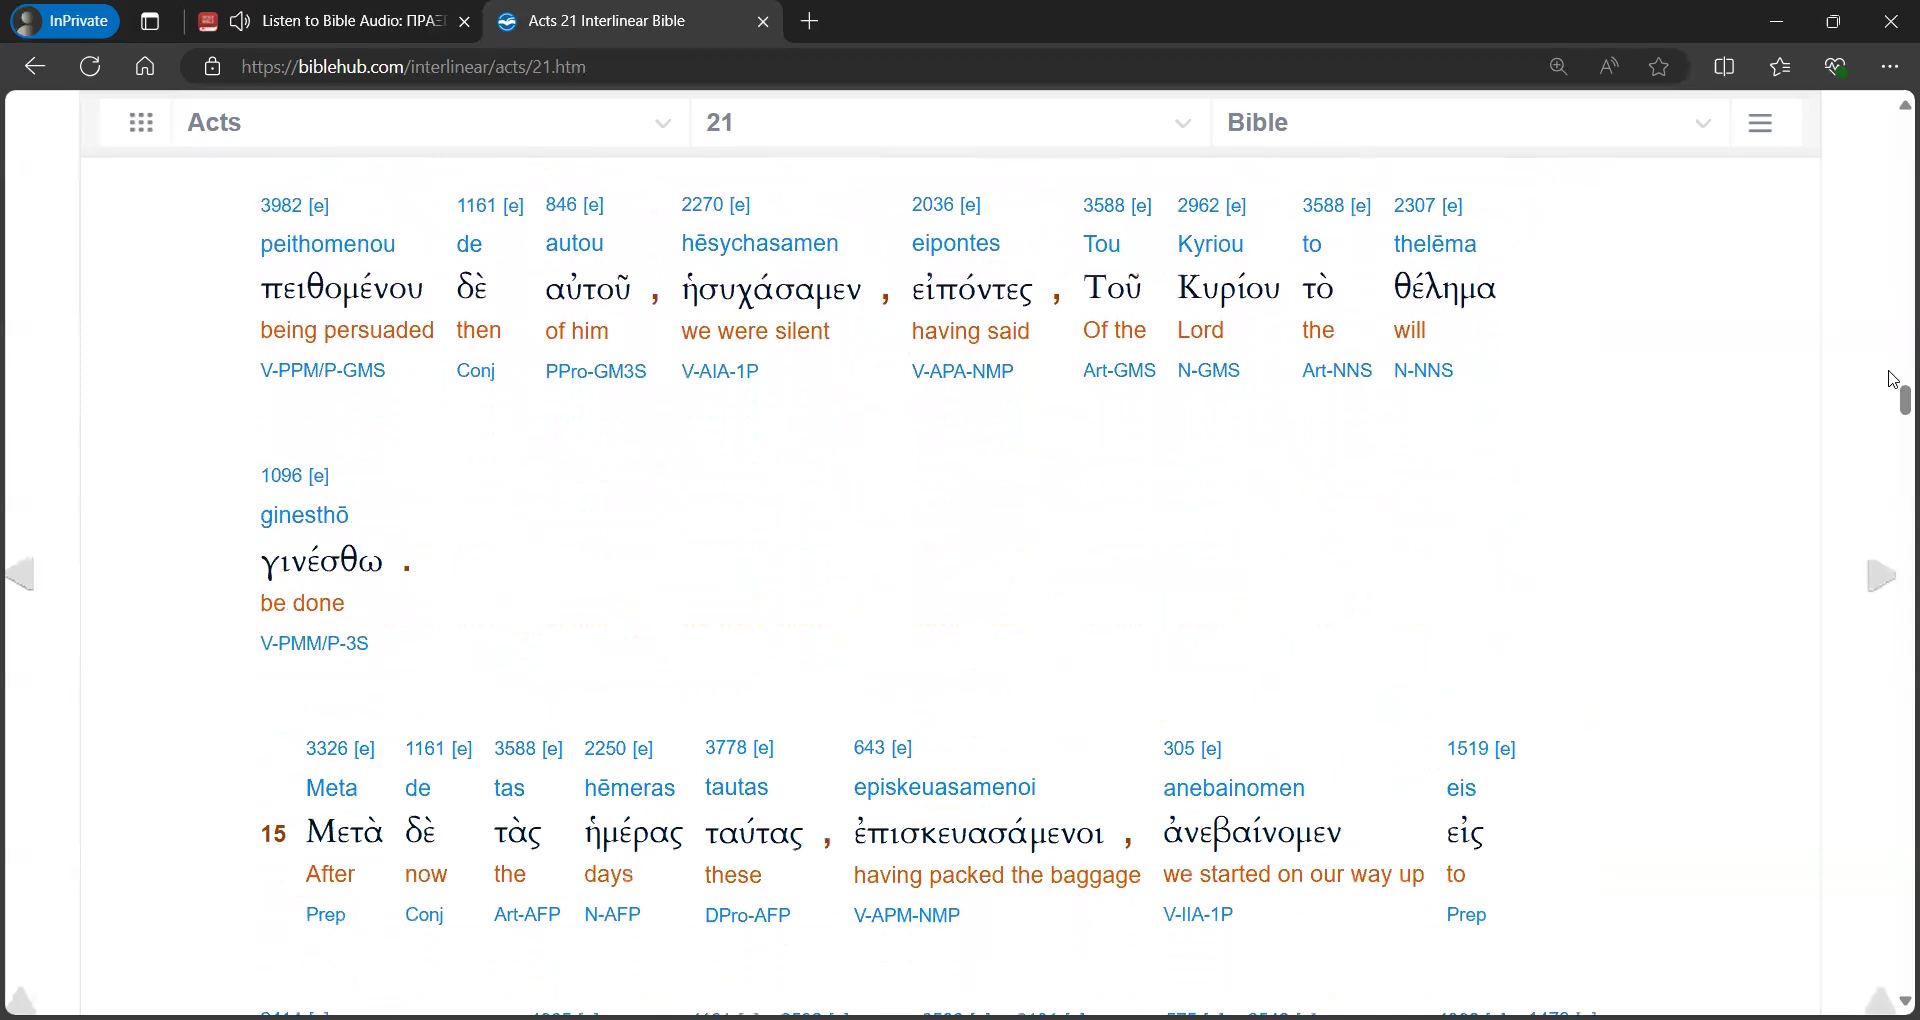 InPrivate
Listen to Bible Audio: ΠΡΑΞΕ
Acts 21 Interlinear Bible
https://biblehub.com/interlinear/acts/21.htm
Acts 21 Bible
3982 [e] 1161 [e] 846 [e] 2270 [e] 2036 [e] 3588 [e] 2962 [e] 3588 [e] 2307 [e]
peithomenou de autou hēsychasamen eipontes Tou Kyriou to thelēma
πειθομένου δὲ αὐτοῦ , ἡσυχάσαμεν , εἰπόντες , Τοῦ Κυρίου τὸ θέλημα
being persuaded then of him we were silent having said Of the Lord the will
V-PPM/P-GMS Conj PPro-GM3S V-AIA-1P V-APA-NMP Art-GMS N-GMS Art-NNS N-NNS
1096 [e]
ginesthō
γινέσθω .
be done
V-PMM/P-3S
3326 [e] 1161 [e] 3588 [e] 2250 [e] 3778 [e] 643 [e] 305 [e] 1519 [e]
Meta de tas hēmeras tautas episkeuasamenoi anebainomen eis
15 Μετὰ δὲ τὰς ἡμέρας ταύτας , ἐπισκευασάμενοι , ἀνεβαίνομεν εἰς
After now the days these having packed the baggage we started on our way up to
Prep Conj Art-AFP N-AFP DPro-AFP V-APM-NMP V-IIA-1P Prep